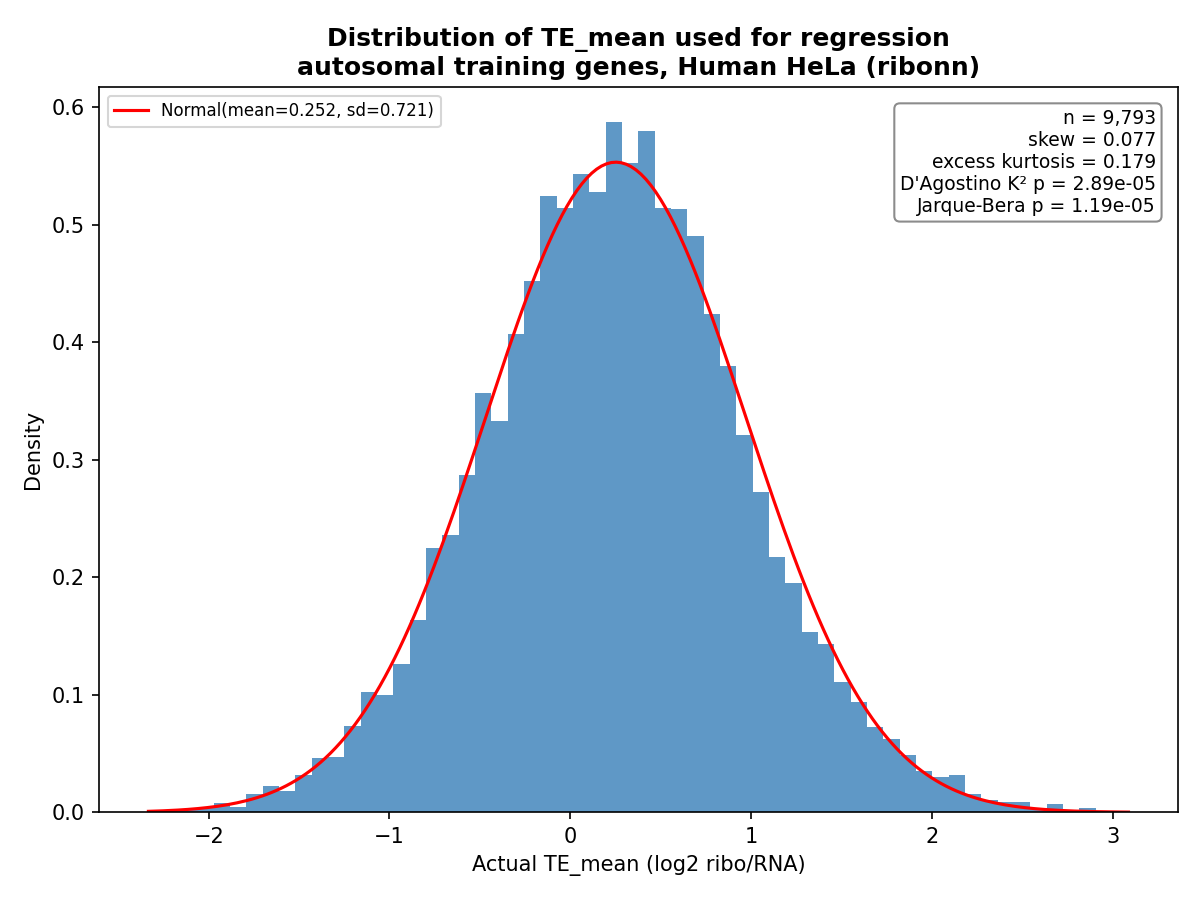 Distribution of TE_mean used for regression
autosomal training genes, Human HeLa (ribonn)
Normal(mean=0.252, sd=0.721)
n = 9,793
skew = 0.077
excess kurtosis = 0.179
D'Agostino K² p = 2.89e-05
Jarque-Bera p = 1.19e-05
0.6
0.5
0.4
0.3
0.2
0.1
0.0
Density
−2
−1
0
1
2
3
Actual TE_mean (log2 ribo/RNA)